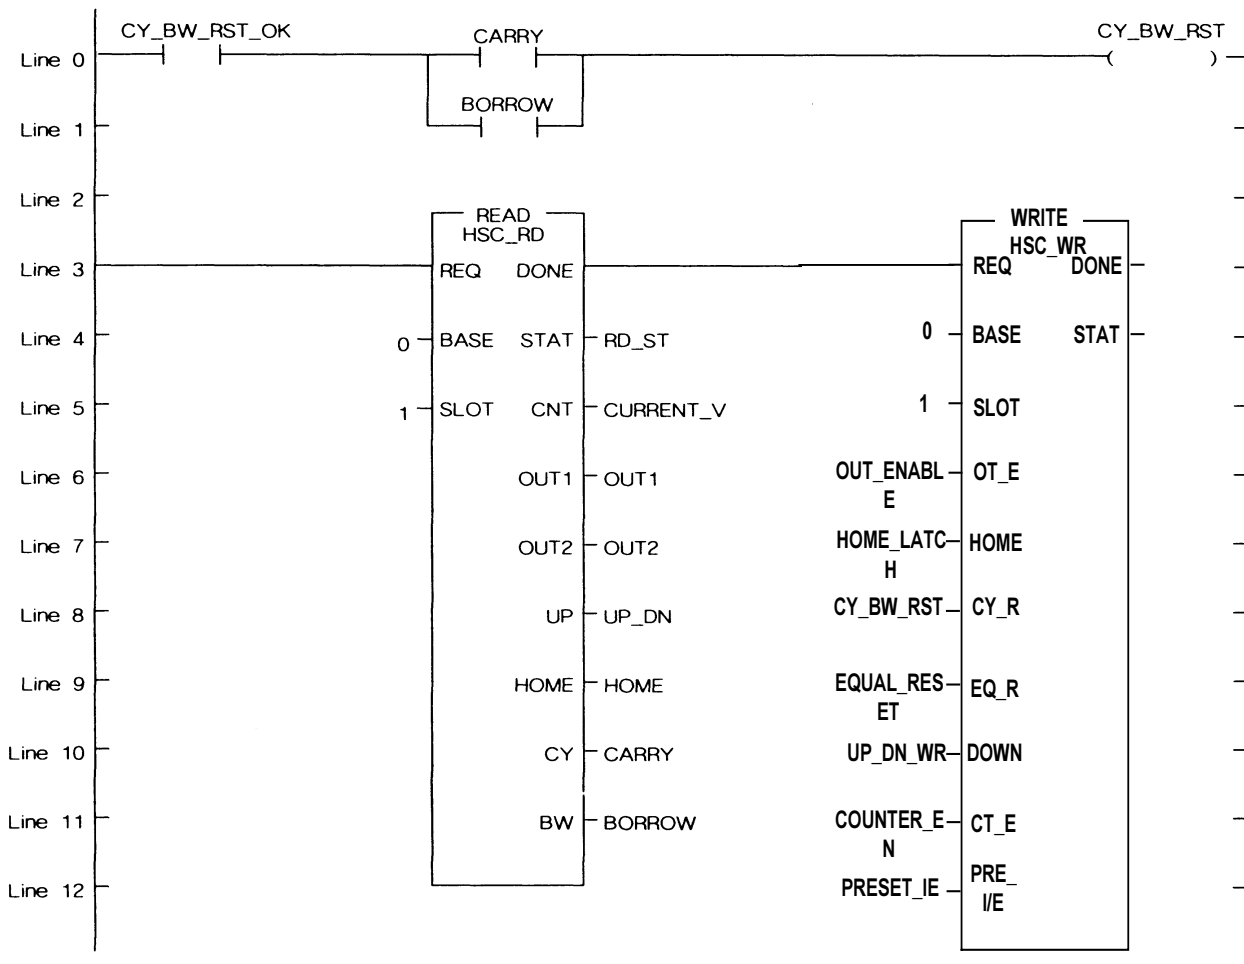 CY_BW_RST_OK CARRY CY_BW_RST
Line 0 ( )
BORROW
Line 1
Line 2
READ WRITE
HSC_RD HSC_WR
Line 3 REQ DONE REQ DONE
Line 4 0 BASE STAT RD_ST 0 BASE STAT
Line 5 1 SLOT CNT CURRENT_V 1 SLOT
Line 6 OUT1 OUT1 OUT_ENABL OT_E
E
Line 7 OUT2 OUT2 HOME_LATC HOME
H
Line 8 UP UP_DN CY_BW_RST CY_R
Line 9 HOME HOME EQUAL_RES EQ_R
ET
Line 10 CY CARRY UP_DN_WR DOWN
Line 11 BW BORROW COUNTER_E CT_E
N
Line 12 PRESET_IE PRE_
I/E